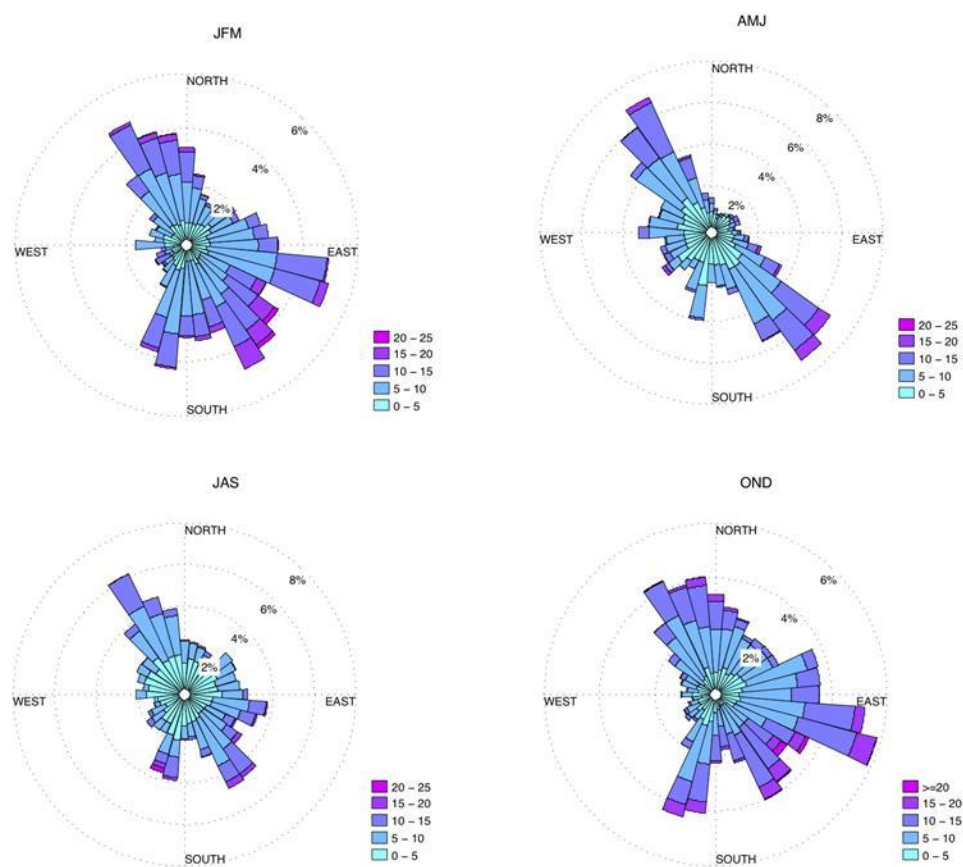 JFM
NORTH
6%
4%
2%
WEST
EAST
SOUTH
20 – 25
15 – 20
10 – 15
5 – 10
0 – 5
AMJ
NORTH
8%
6%
4%
2%
WEST
EAST
SOUTH
20 – 25
15 – 20
10 – 15
5 – 10
0 – 5
JAS
NORTH
8%
6%
4%
2%
WEST
EAST
SOUTH
20 – 25
15 – 20
10 – 15
5 – 10
0 – 5
OND
NORTH
6%
4%
2%
WEST
EAST
SOUTH
>=20
15 – 20
10 – 15
5 – 10
0 – 5